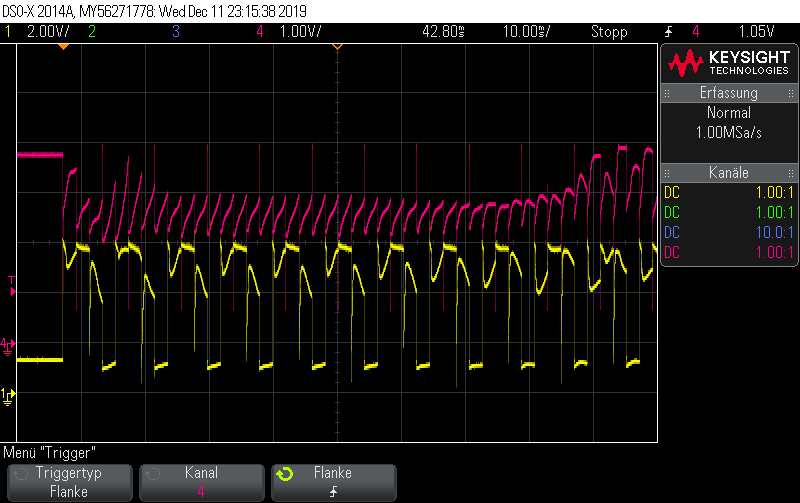 DSO-X 2014A, MY56271778: Wed Dec 11 23:15:38 2019
1 2.00V/ 2 3 4 1.00V/ 42.80ms 10.00ms/ Stopp 4 1.05V
KEYSIGHT
TECHNOLOGIES
Erfassung
Normal
1.00MSa/s
Kanäle
DC 1.00:1
DC 1.00:1
DC 10.0:1
DC 1.00:1
T
4
1
Menü "Trigger"
Triggertyp
Flanke
Kanal
4
Flanke